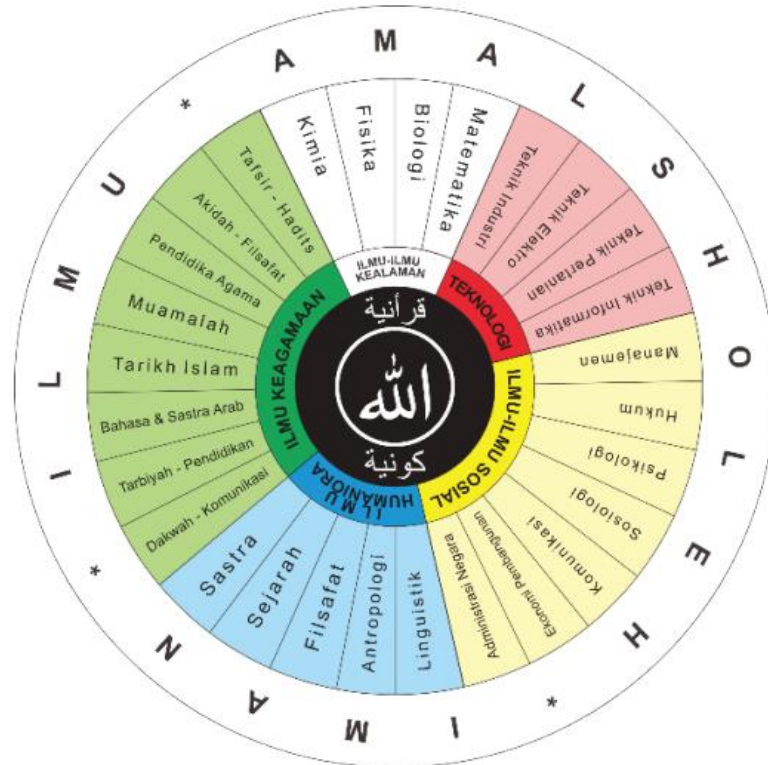 AMAL SHOLEH * IMAN * ILMU *
Kimia
Fisika
Biologi
Matematika
Teknik Industri
Teknik Elektro
Teknik Pertanian
Teknik Informatika
Manajemen
Hukum
Psikologi
Sosiologi
Komunikasi
Ekonomi Pembangunan
Administrasi Negara
Linguistik
Antropologi
Filsafat
Sejarah
Sastra
Dakwah - Komunikasi
Tarbiyah - Pendidikan
Bahasa & Sastra Arab
Tarikh Islam
Muamalah
Pendidika Agama
Akidah - Filsafat
Tafsir - Hadits
ILMU-ILMU
KEALAMAN
TEKNOLOGI
ILMU-ILMU SOSIAL
ILMU
HUMANIORA
ILMU KEAGAMAAN
قرأنية
الله
كونية